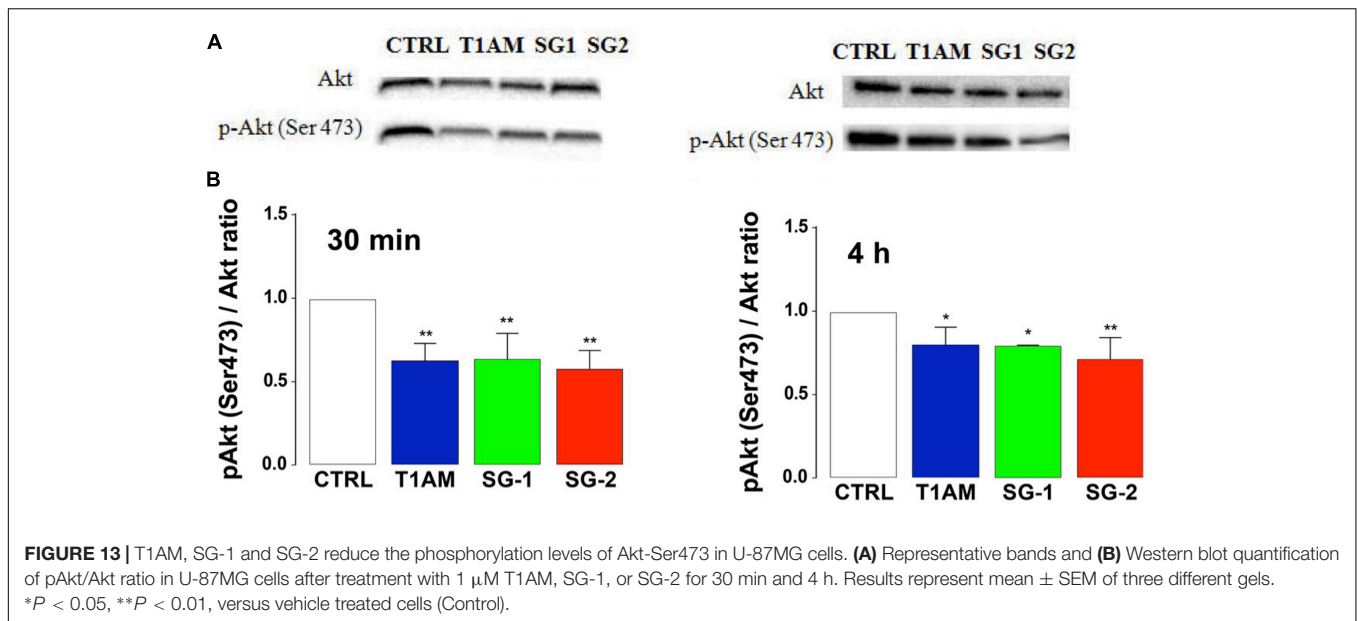 A
CTRL T1AM SG1 SG2
Akt
p-Akt (Ser 473)
CTRL T1AM SG1 SG2
Akt
p-Akt (Ser 473)
B
pAkt (Ser473) / Akt ratio
1.5
1.0
0.5
0.0
30 min
**
**
**
CTRL T1AM SG-1 SG-2
pAkt (Ser473) / Akt ratio
1.5
1.0
0.5
0.0
4 h
*
*
**
CTRL T1AM SG-1 SG-2
FIGURE 13 | T1AM, SG-1 and SG-2 reduce the phosphorylation levels of Akt-Ser473 in U-87MG cells. (A) Representative bands and (B) Western blot quantification
of pAkt/Akt ratio in U-87MG cells after treatment with 1 μM T1AM, SG-1, or SG-2 for 30 min and 4 h. Results represent mean ± SEM of three different gels.
*P < 0.05, **P < 0.01, versus vehicle treated cells (Control).